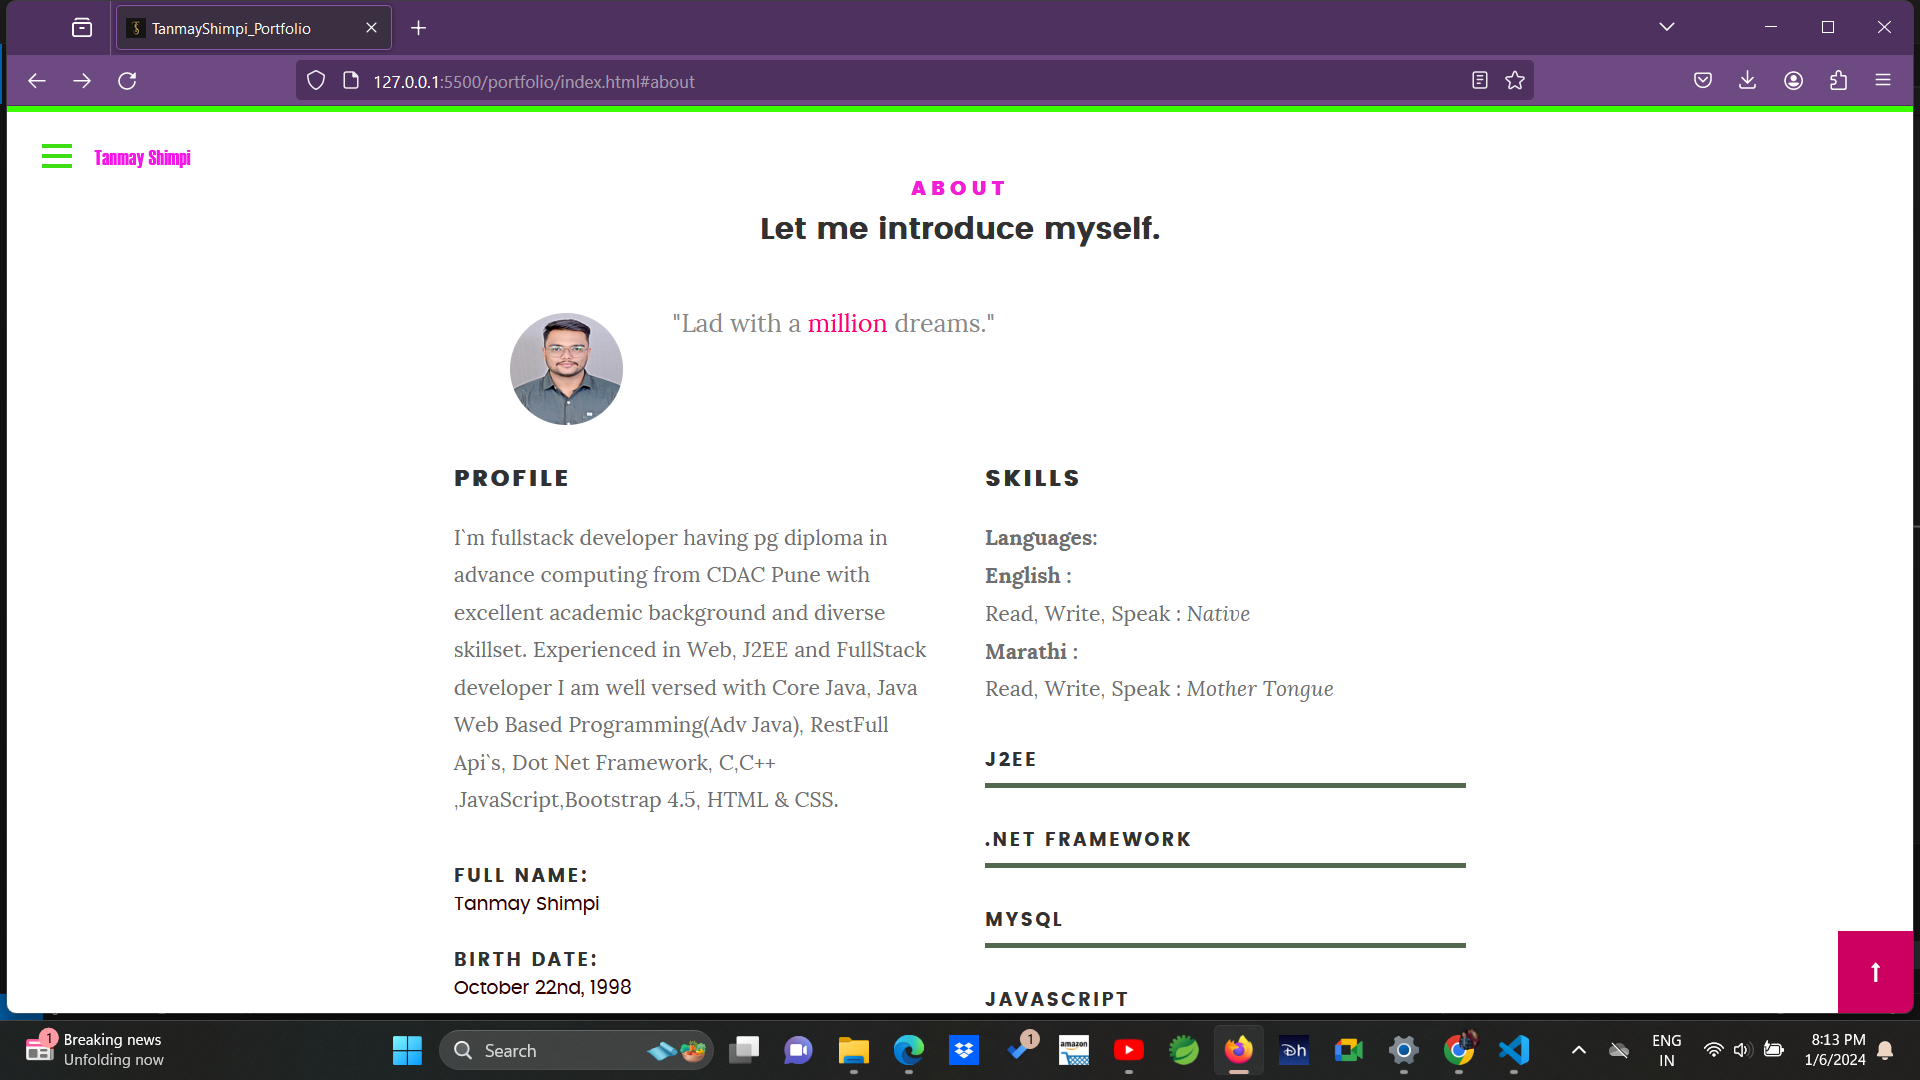 TanmayShimpi_Portfolio
127.0.0.1:5500/portfolio/index.html#about
Tanmay Shimpi
ABOUT
Let me introduce myself.
"Lad with a million dreams."
PROFILE
I`m fullstack developer having pg diploma in
advance computing from CDAC Pune with
excellent academic background and diverse
skillset. Experienced in Web, J2EE and FullStack
developer I am well versed with Core Java, Java
Web Based Programming(Adv Java), RestFull
Api`s, Dot Net Framework, C,C++
,JavaScript,Bootstrap 4.5, HTML & CSS.
FULL NAME:
Tanmay Shimpi
BIRTH DATE:
October 22nd, 1998
SKILLS
Languages:
English :
Read, Write, Speak : Native
Marathi :
Read, Write, Speak : Mother Tongue
J2EE
.NET FRAMEWORK
MYSQL
JAVASCRIPT
1
Breaking news
Unfolding now
Search
1
amazon
Dh
ENG
IN
8:13 PM
1/6/2024